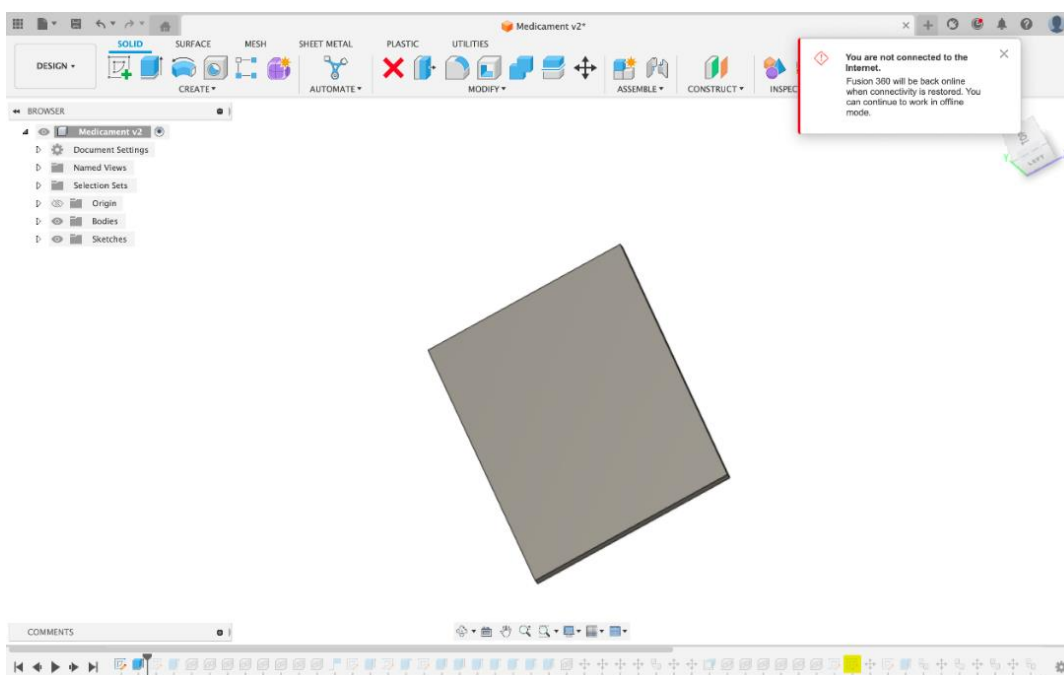 Medicament v2*
SOLID SURFACE MESH SHEET METAL PLASTIC UTILITIES
DESIGN
CREATE AUTOMATE MODIFY ASSEMBLE CONSTRUCT INSPEC
You are not connected to the
Internet.
Fusion 360 will be back online
when connectivity is restored. You
can continue to work in offline
mode.
BROWSER
Medicament v2
Document Settings
Named Views
Selection Sets
Origin
Bodies
Sketches
LEFT
Y
COMMENTS